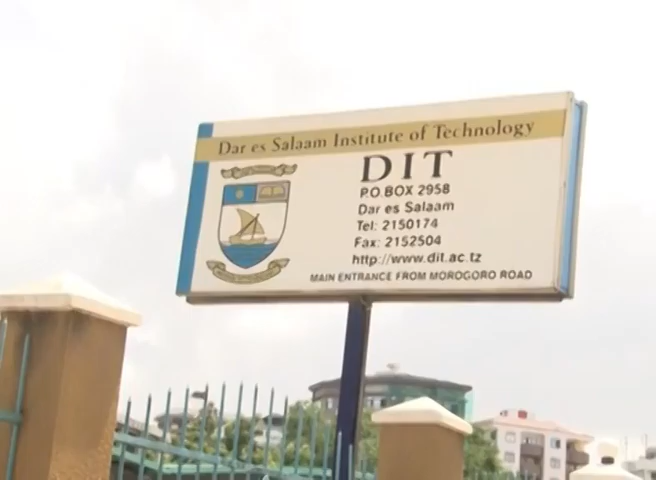 Dar es Salaam Institute of Technology
DIT
P.O.BOX 2958
Dar es Salaam
Tel: 2150174
Fax: 2152504
http://www.dit.ac.tz
MAIN ENTRANCE FROM MOROGORO ROAD